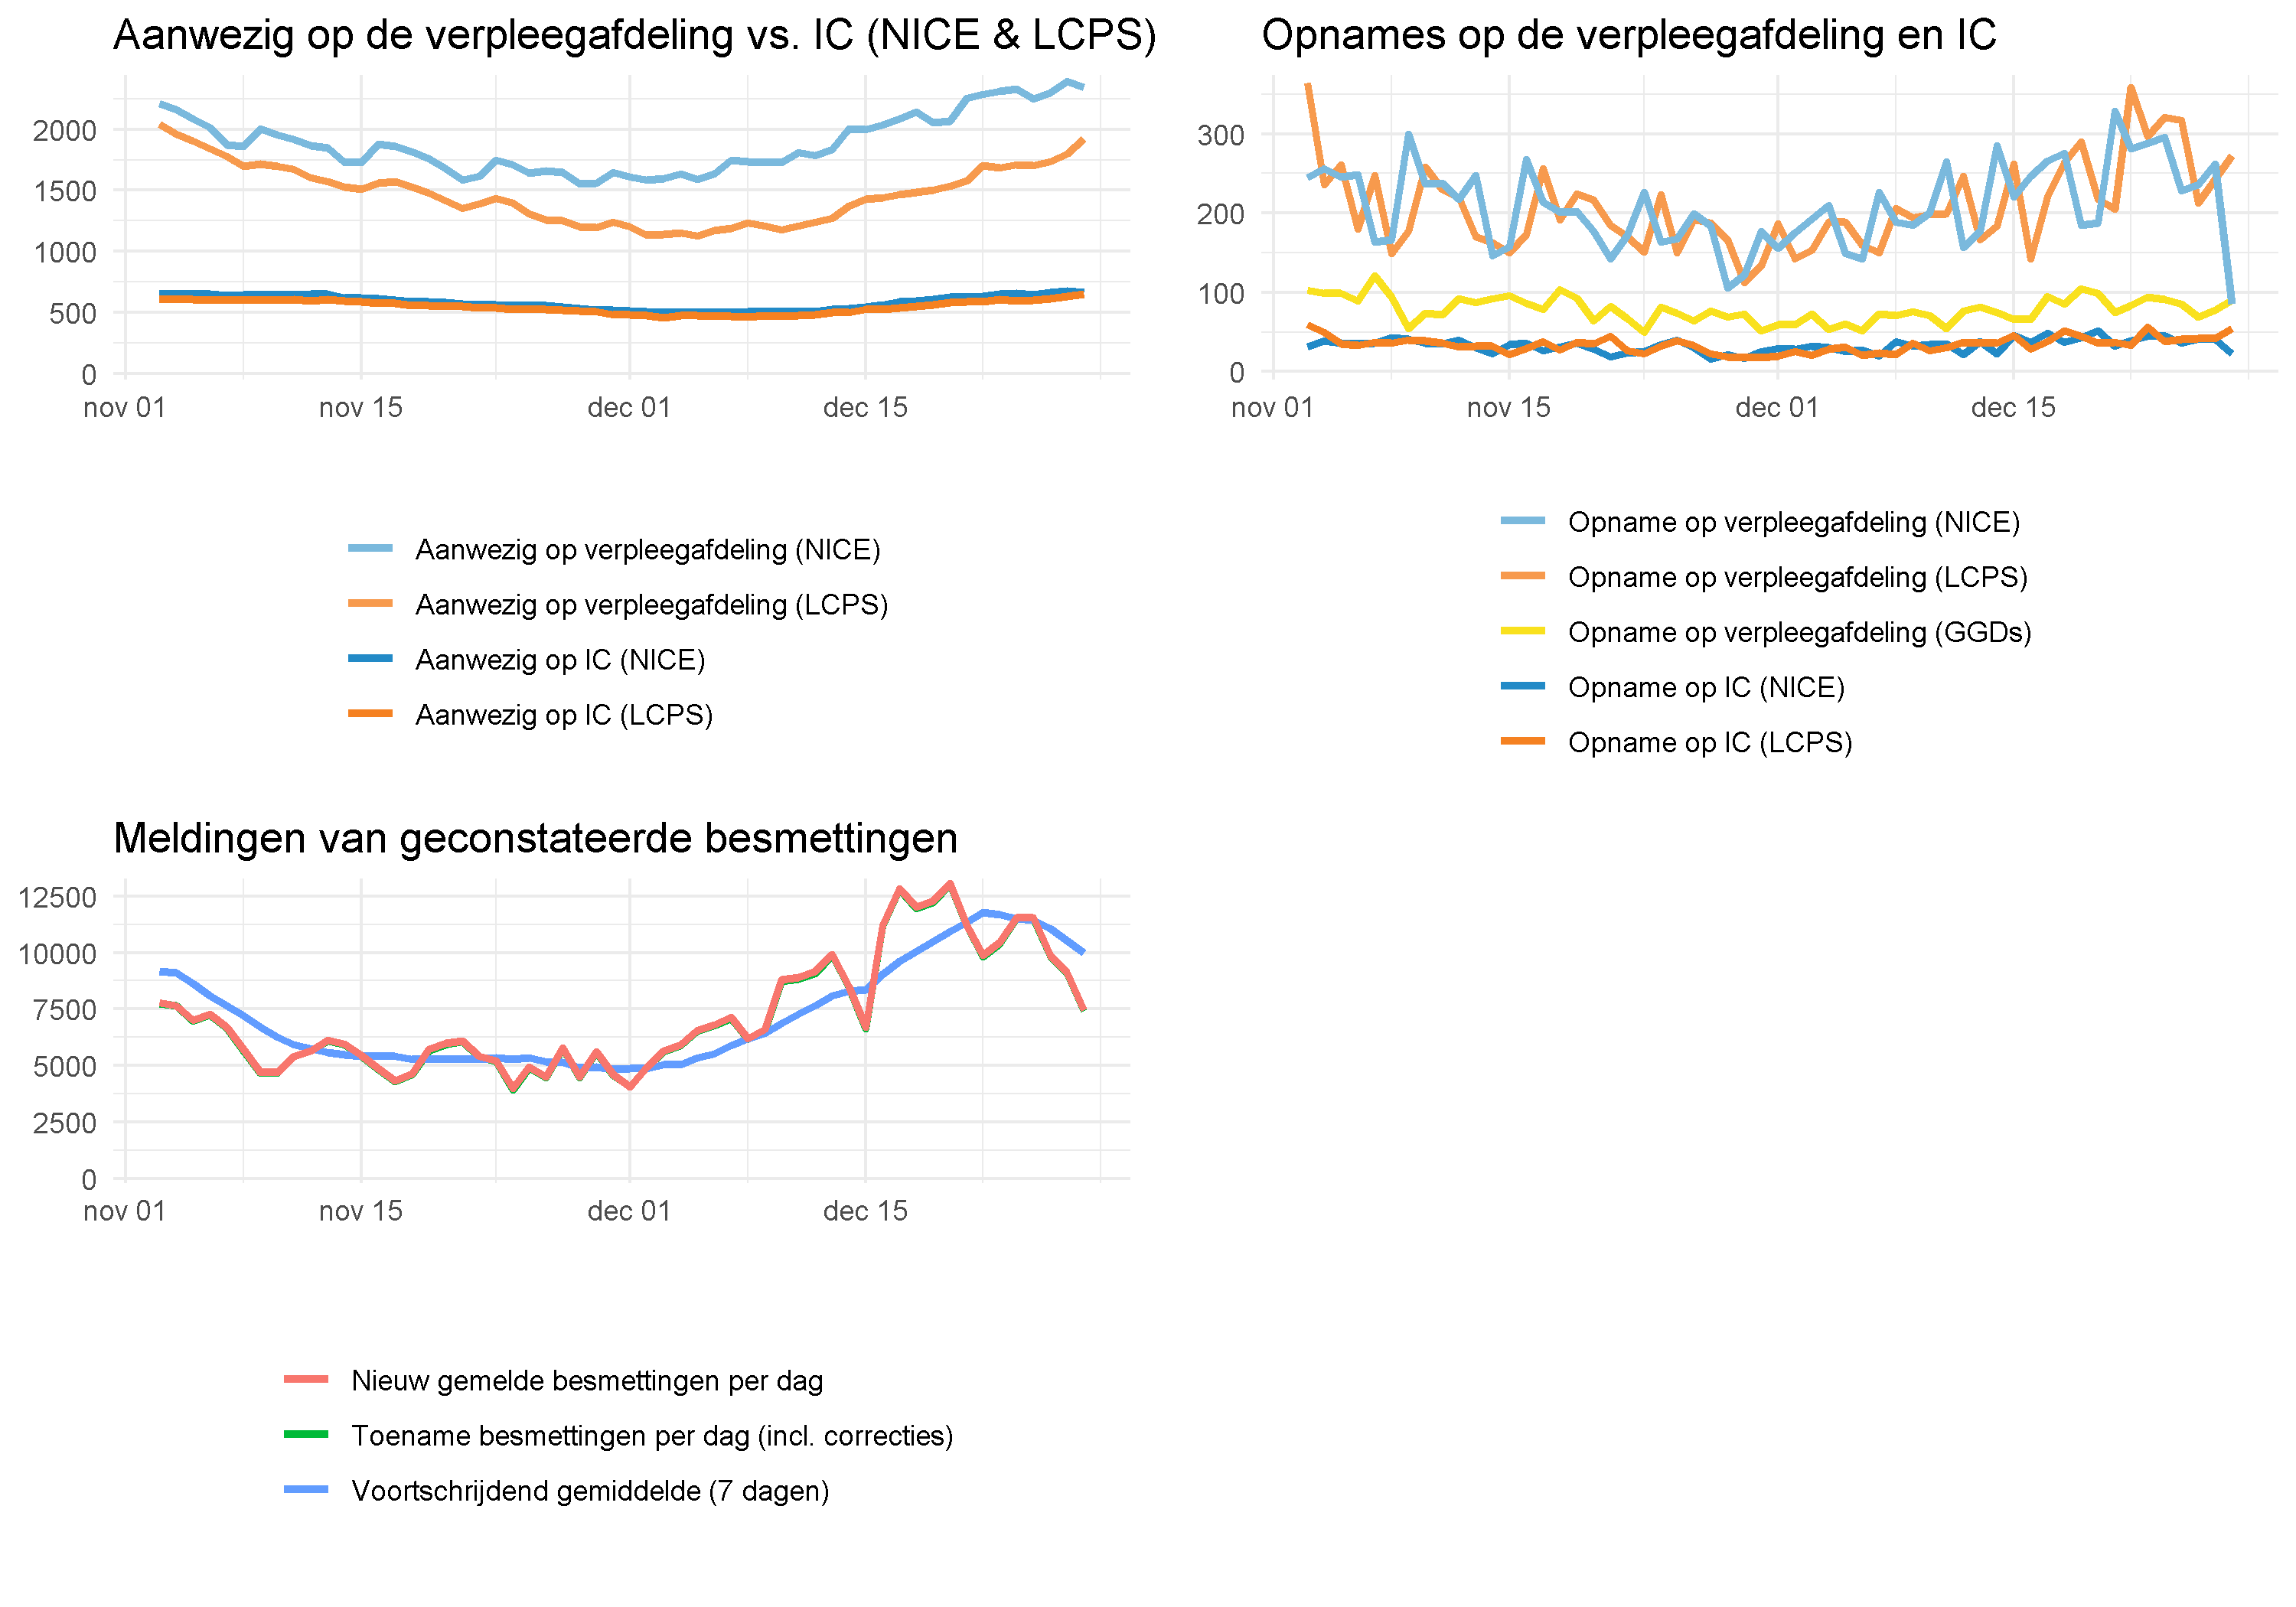 Aanwezig op de verpleegafdeling vs. IC (NICE & LCPS)
2000
1500
1000
500
0
nov 01 nov 15 dec 01 dec 15
Aanwezig op verpleegafdeling (NICE)
Aanwezig op verpleegafdeling (LCPS)
Aanwezig op IC (NICE)
Aanwezig op IC (LCPS)
Opnames op de verpleegafdeling en IC
300
200
100
0
nov 01 nov 15 dec 01 dec 15
Opname op verpleegafdeling (NICE)
Opname op verpleegafdeling (LCPS)
Opname op verpleegafdeling (GGDs)
Opname op IC (NICE)
Opname op IC (LCPS)
Meldingen van geconstateerde besmettingen
12500
10000
7500
5000
2500
0
nov 01 nov 15 dec 01 dec 15
Nieuw gemelde besmettingen per dag
Toename besmettingen per dag (incl. correcties)
Voortschrijdend gemiddelde (7 dagen)